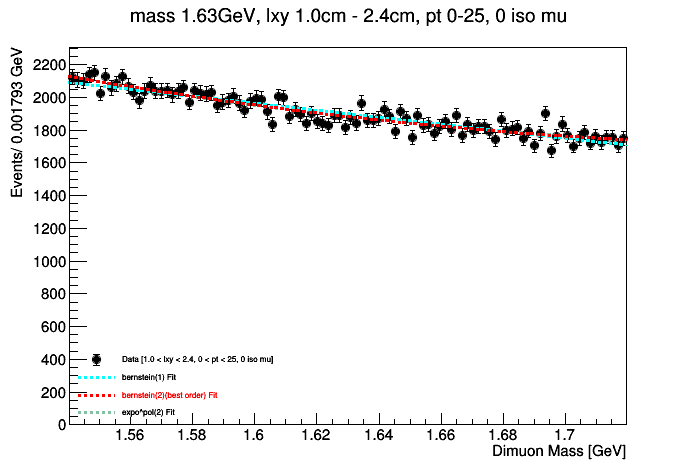 mass 1.63GeV, lxy 1.0cm - 2.4cm, pt 0-25, 0 iso mu
Events/ 0.001793 GeV
2200
2000
1800
1600
1400
1200
1000
800
600
400
200
0
Data [1.0 < lxy < 2.4, 0 < pt < 25, 0 iso mu]
bernstein(1) Fit
bernstein(2)(best order) Fit
expo^pol(2) Fit
1.56 1.58 1.6 1.62 1.64 1.66 1.68 1.7
Dimuon Mass [GeV]